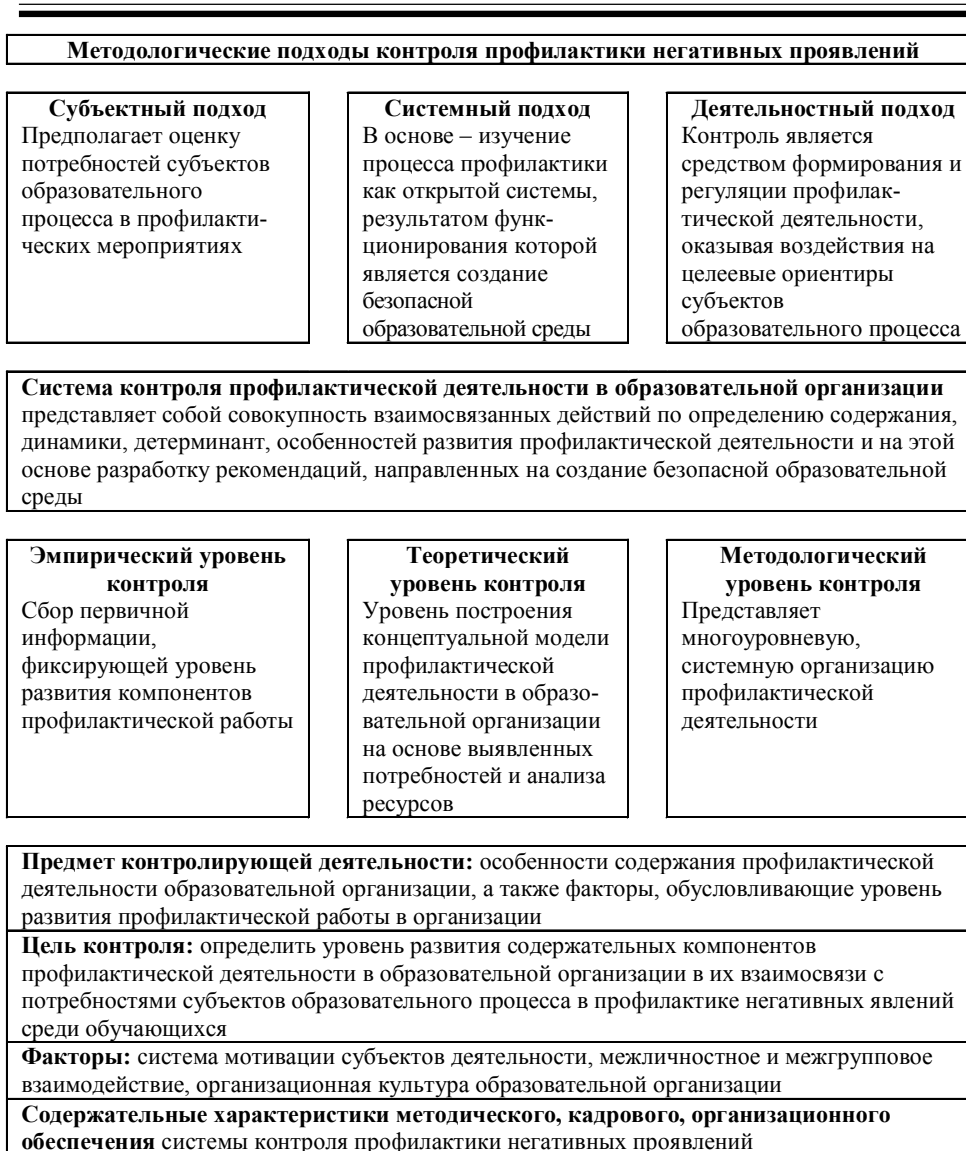 Методологические подходы контроля профилактики негативных проявлений
Субъектный подход
Предполагает оценку
потребностей субъектов
образовательного
процесса в профилакти-
ческих мероприятиях
Системный подход
В основе – изучение
процесса профилактики
как открытой системы,
результатом функ-
ционирования которой
является создание
безопасной
образовательной среды
Деятельностный подход
Контроль является
средством формирования и
регуляции профилак-
тической деятельности,
оказывая воздействия на
целеевые ориентиры
субъектов
образовательного процесса
Система контроля профилактической деятельности в образовательной организации
представляет собой совокупность взаимосвязанных действий по определению содержания,
динамики, детерминант, особенностей развития профилактической деятельности и на этой
основе разработку рекомендаций, направленных на создание безопасной образовательной
среды
Эмпирический уровень
контроля
Сбор первичной
информации,
фиксирующей уровень
развития компонентов
профилактической работы
Теоретический
уровень контроля
Уровень построения
концептуальной модели
профилактической
деятельности в образо-
вательной организации
на основе выявленных
потребностей и анализа
ресурсов
Методологический
уровень контроля
Представляет
многоуровневую,
системную организацию
профилактической
деятельности
Предмет контролирующей деятельности: особенности содержания профилактической
деятельности образовательной организации, а также факторы, обусловливающие уровень
развития профилактической работы в организации
Цель контроля: определить уровень развития содержательных компонентов
профилактической деятельности в образовательной организации в их взаимосвязи с
потребностями субъектов образовательного процесса в профилактике негативных явлений
среди обучающихся
Факторы: система мотивации субъектов деятельности, межличностное и межгрупповое
взаимодействие, организационная культура образовательной организации
Содержательные характеристики методического, кадрового, организационного
обеспечения системы контроля профилактики негативных проявлений